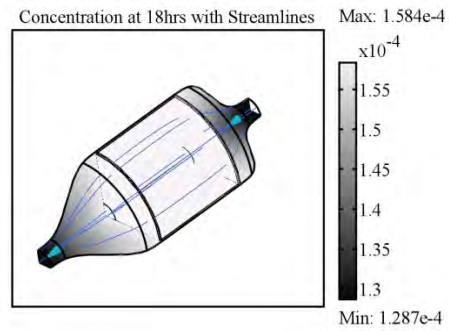 Concentration at 18hrs with Streamlines
Max: 1.584e-4
x10⁻⁴
1.55
1.5
1.45
1.4
1.35
1.3
Min: 1.287e-4